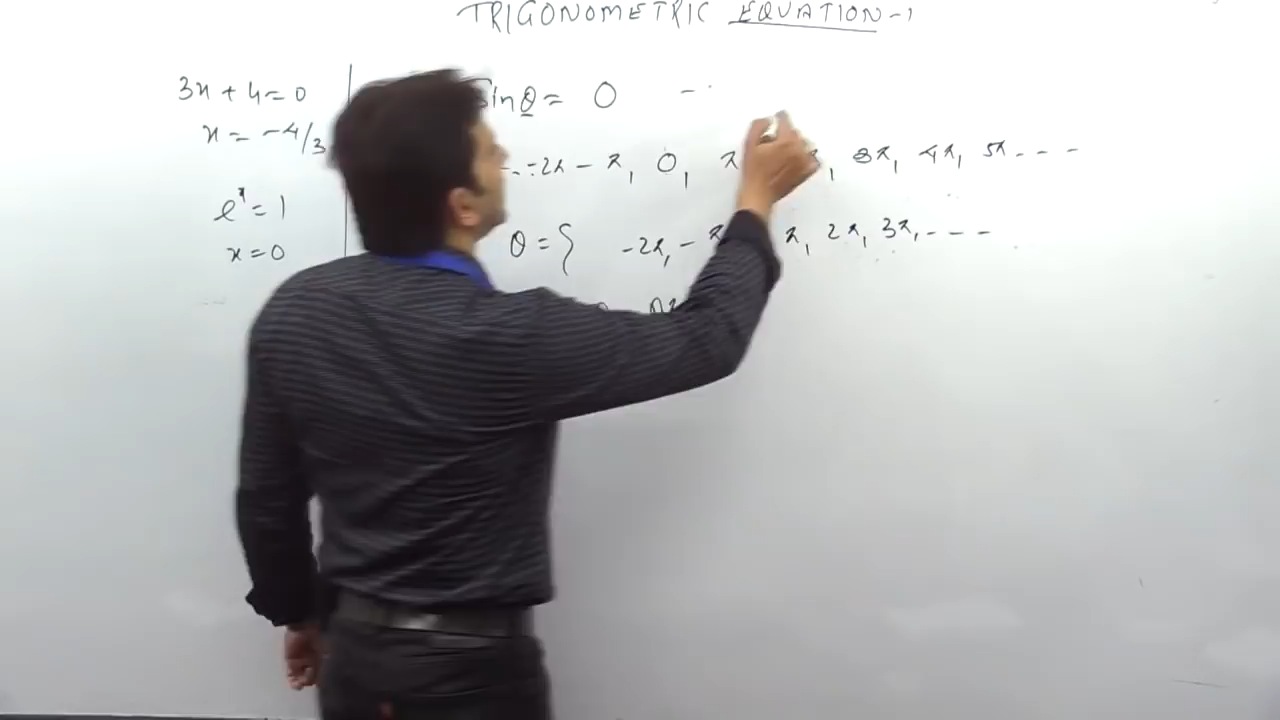 TRIGONOMETRIC EQUATION-1
3x + 4 = 0
x = -4/3
e^x = 1
x = 0
Sinθ = 0 - -
- - -2π - π, 0, π , 3π, 4π, 5π - - -
θ = { -2π, - π, 2π, 3π, - - -